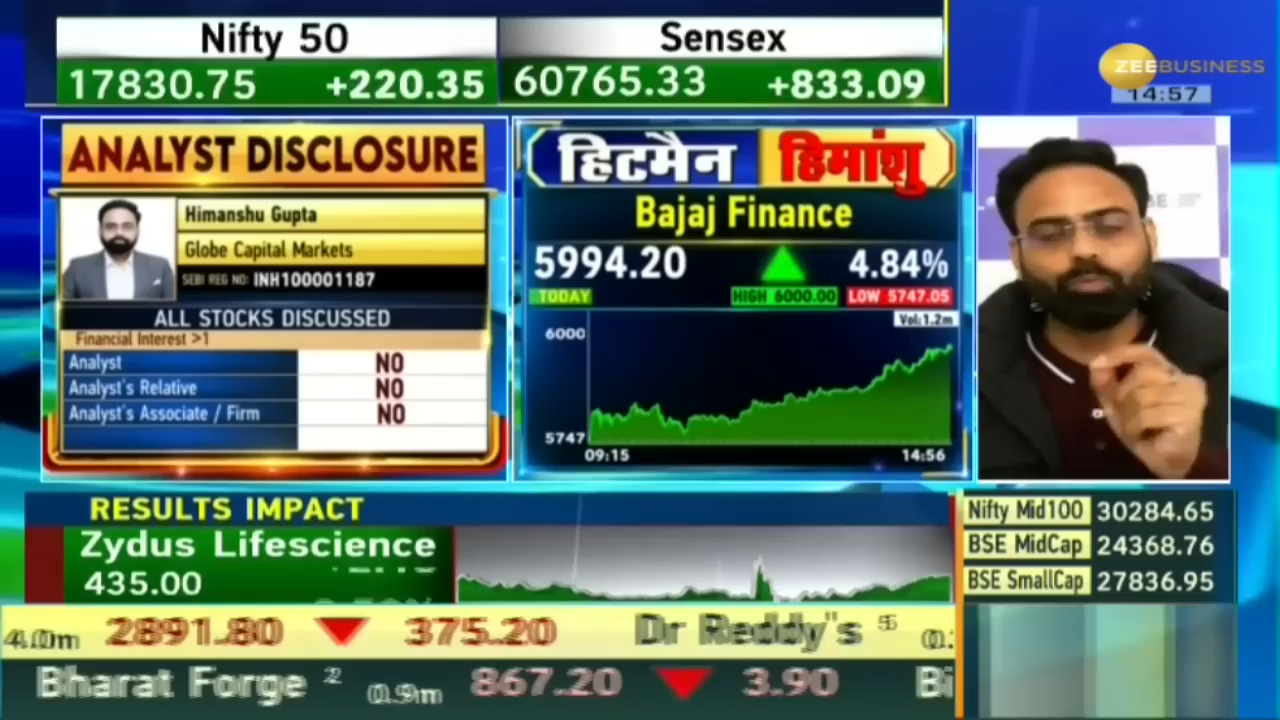 Nifty 50
17830.75 +220.35
Sensex
60765.33 +833.09
ZEEBUSINESS
14:57
ANALYST DISCLOSURE
Himanshu Gupta
Globe Capital Markets
SEBI REG NO: INH100001187
ALL STOCKS DISCUSSED
Financial Interest >1
Analyst NO
Analyst's Relative NO
Analyst's Associate / Firm NO
हिटमैन हिमांशु
Bajaj Finance
5994.20 4.84%
TODAY HIGH 6000.00 LOW 5747.05
Vol:1.2m
6000
5747
09:15 14:56
RESULTS IMPACT
Zydus Lifescience
435.00
Nifty Mid100 30284.65
BSE MidCap 24368.76
BSE SmallCap 27836.95
4.0m 2891.80 375.20 Dr Reddy"s
Bharat Forge 2 0.9m 867.20 3.90 Bi